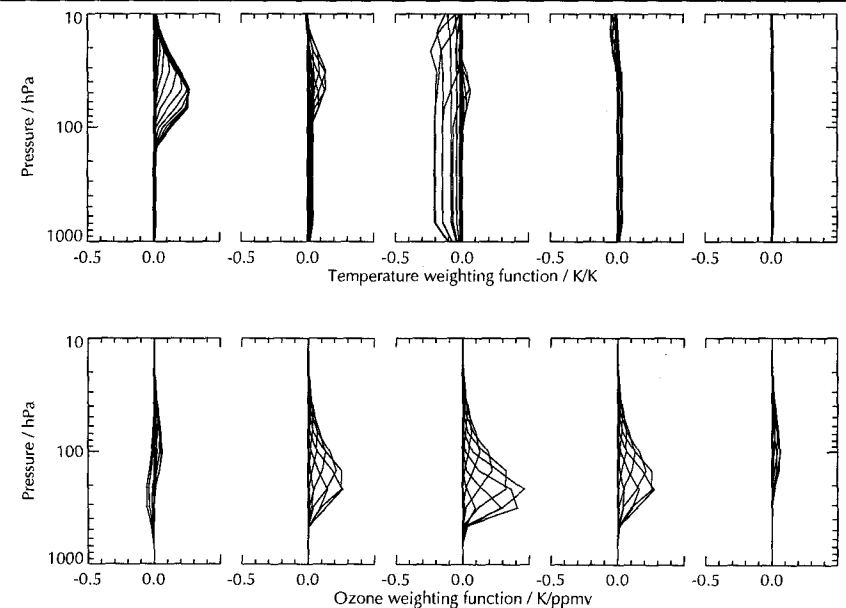 10
100
1000
Pressure / hPa
-0.5 0.0 -0.5 0.0 -0.5 0.0 -0.5 0.0 -0.5 0.0
Temperature weighting function / K/K
10
100
1000
Pressure / hPa
-0.5 0.0 -0.5 0.0 -0.5 0.0 -0.5 0.0 -0.5 0.0
Ozone weighting function / K/ppmv